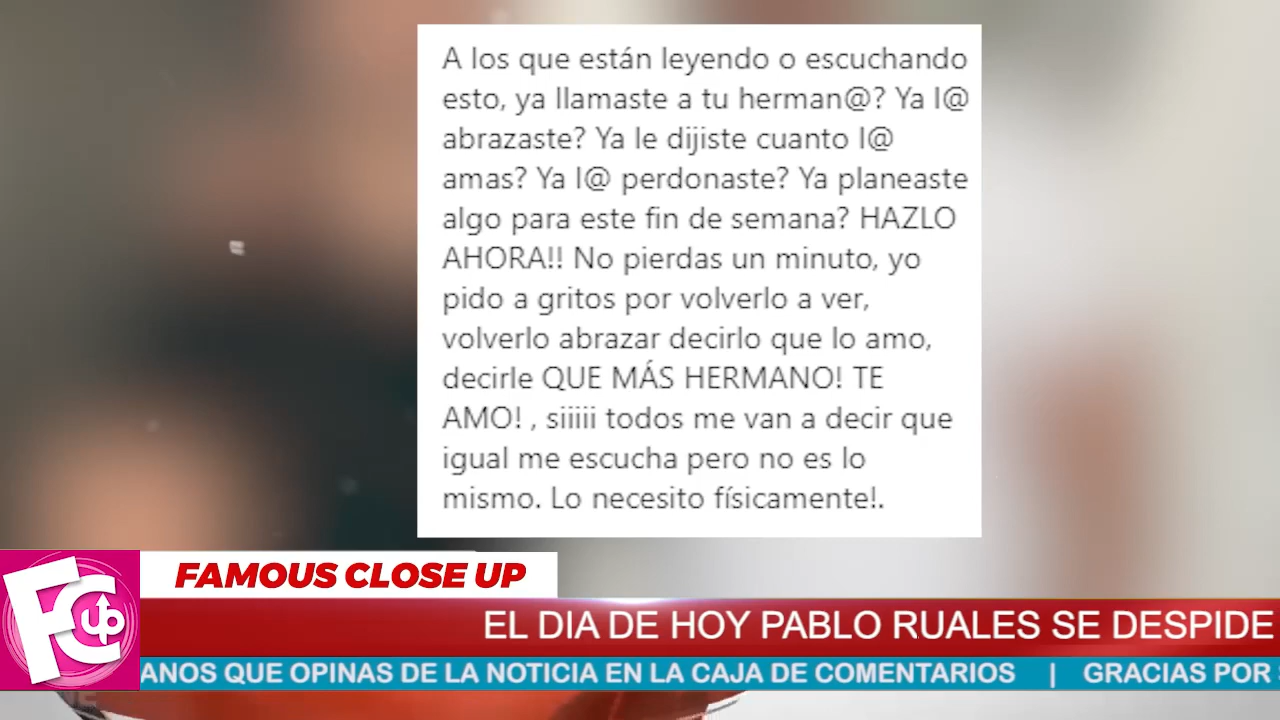 A los que están leyendo o escuchando
esto, ya llamaste a tu herman@? Ya l@
abrazaste? Ya le dijiste cuanto l@
amas? Ya l@ perdonaste? Ya planeaste
algo para este fin de semana? HAZLO
AHORA!! No pierdas un minuto, yo
pido a gritos por volverlo a ver,
volverlo abrazar decirlo que lo amo,
decirle QUE MÁS HERMANO! TE
AMO! , siiiii todos me van a decir que
igual me escucha pero no es lo
mismo. Lo necesito físicamente!.
FAMOUS CLOSE UP
FC up
EL DIA DE HOY PABLO RUALES SE DESPIDE
ANOS QUE OPINAS DE LA NOTICIA EN LA CAJA DE COMENTARIOS | GRACIAS POR